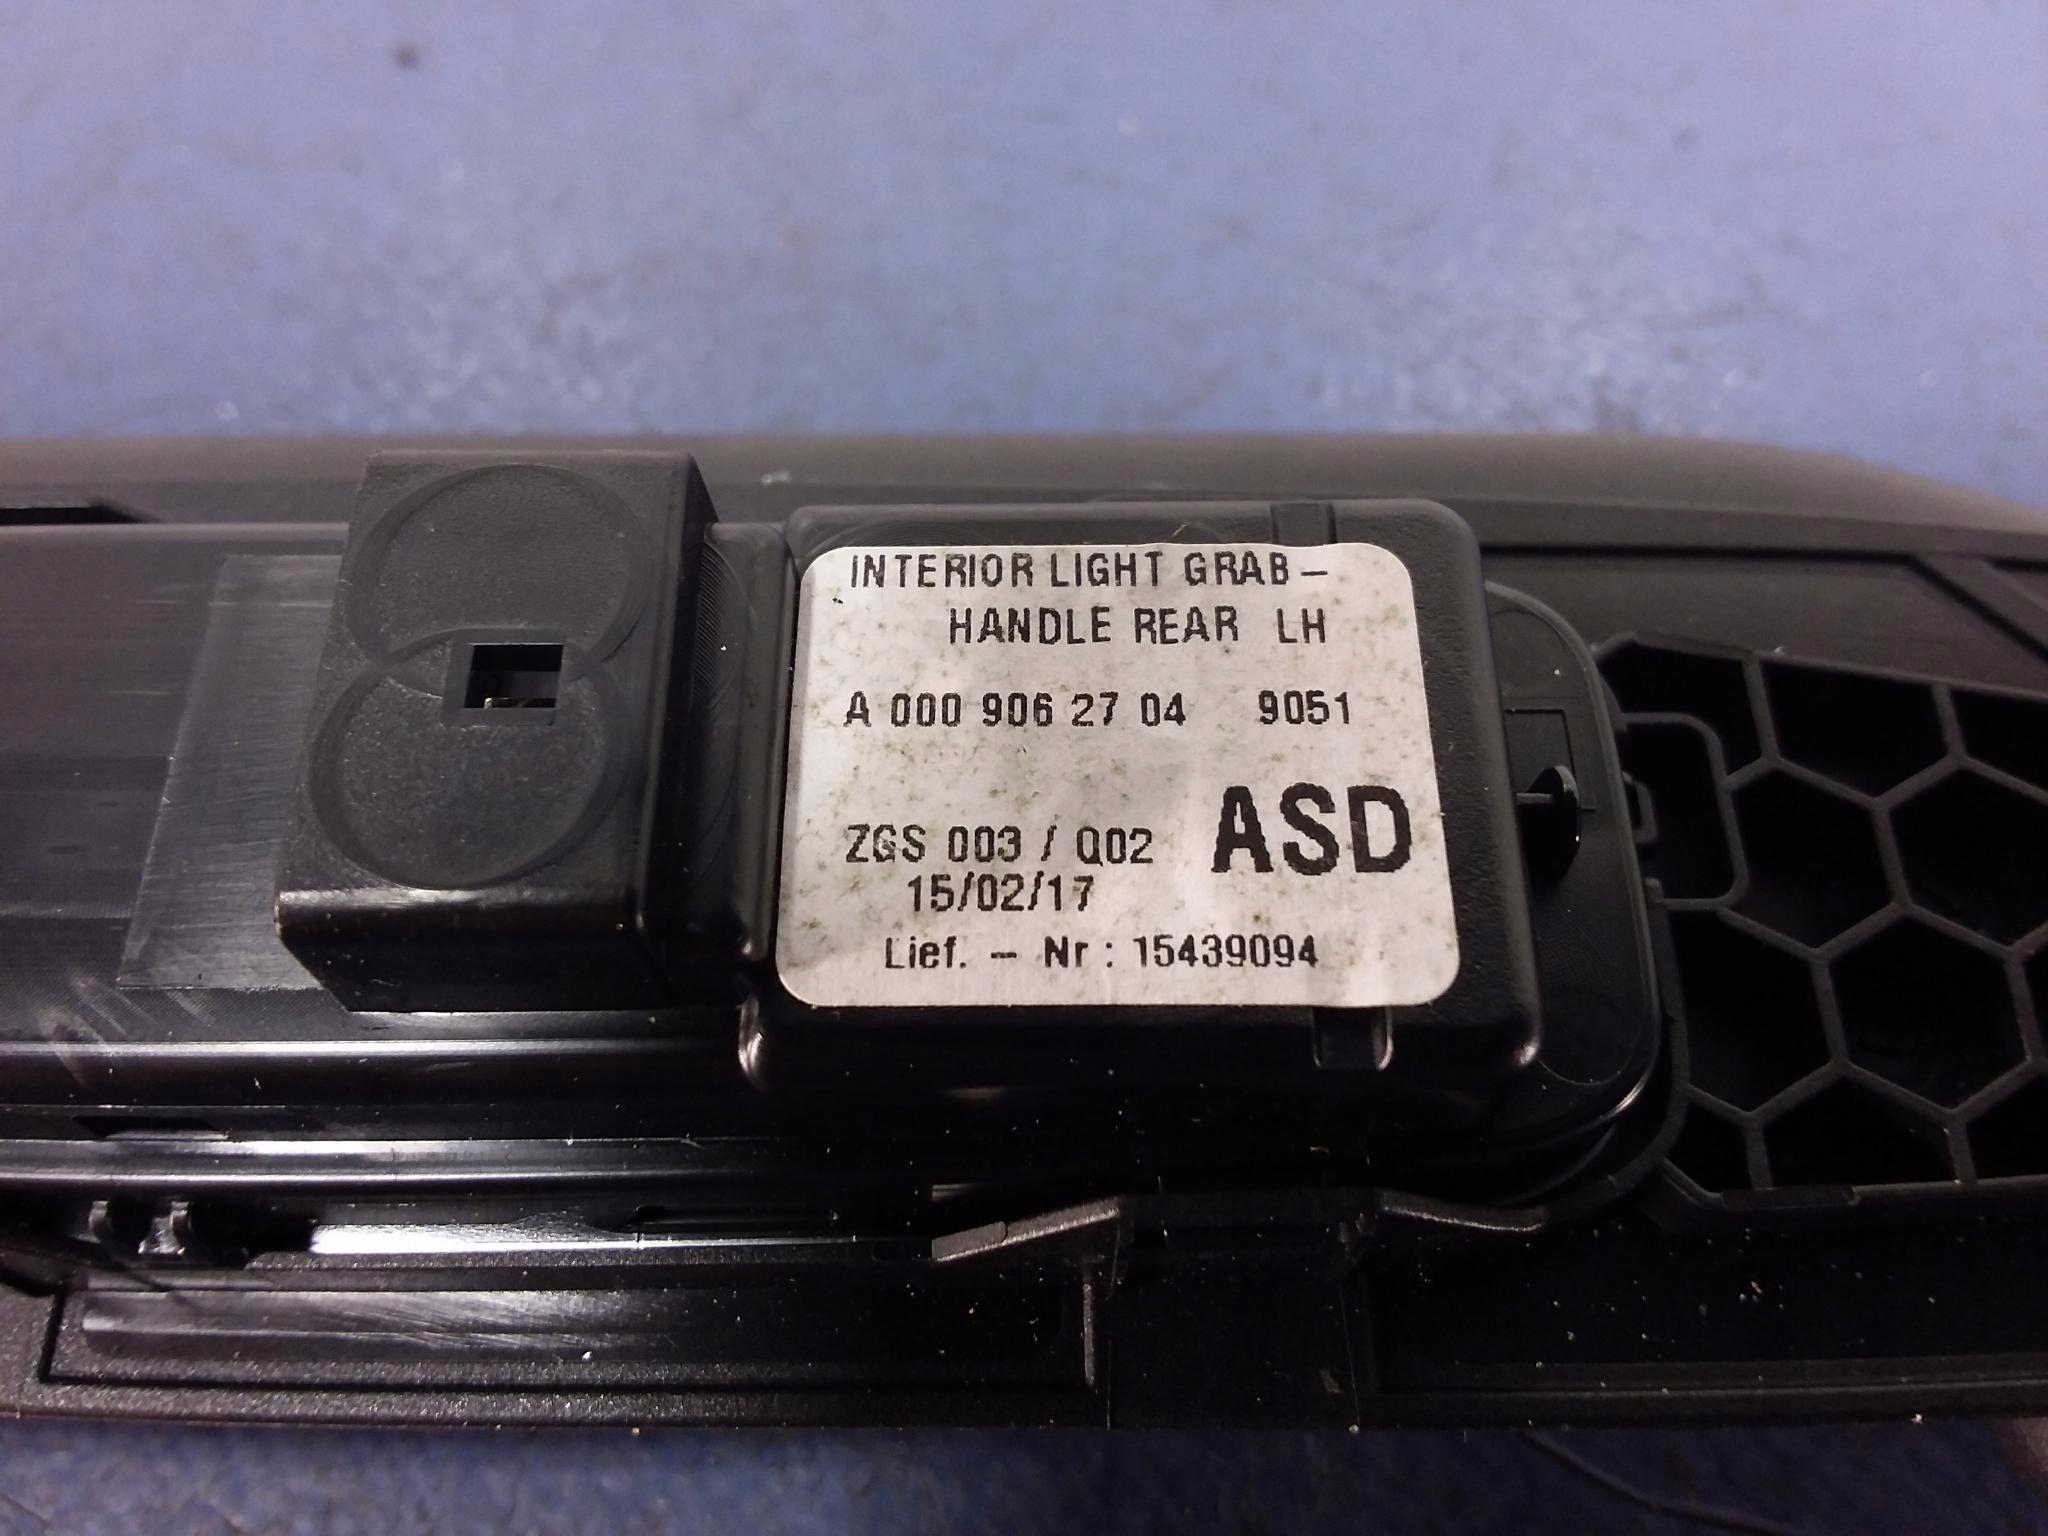 INTERIOR LIGHT GRAB –
HANDLE REAR LH
A 000 906 27 04 9051
ZGS 003 / Q02 ASD
15/02/17
Lief. – Nr : 15439094